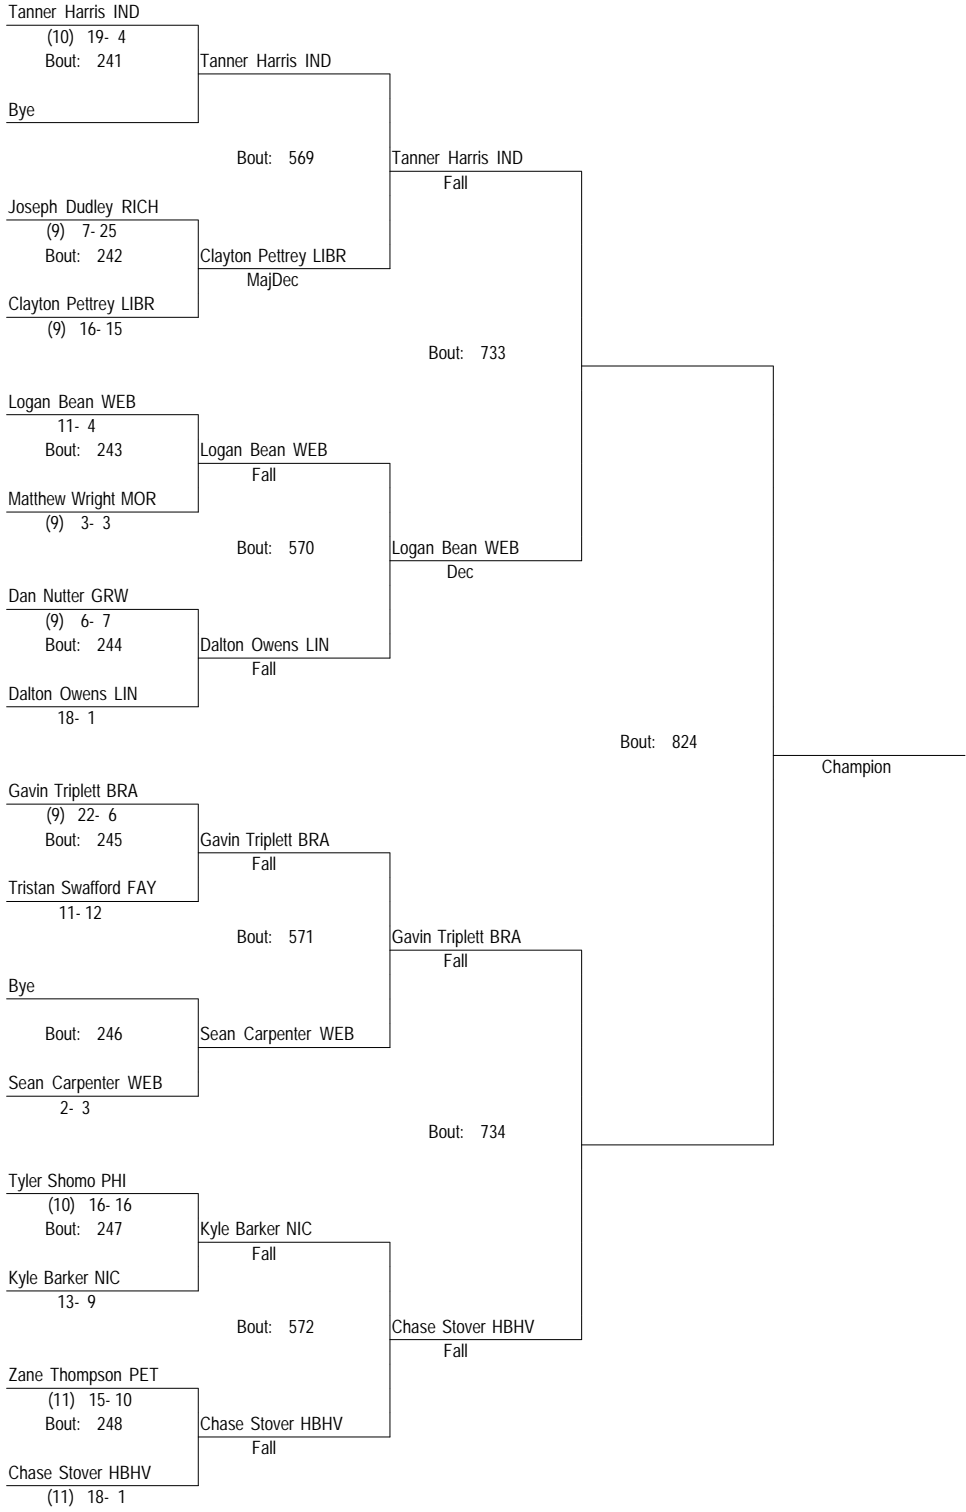 Tanner Harris IND
(10) 19- 4
Bout: 241
Tanner Harris IND
Bye
Bout: 569
Tanner Harris IND
Fall
Joseph Dudley RICH
(9) 7- 25
Bout: 242
Clayton Pettrey LIBR
MajDec
Clayton Pettrey LIBR
(9) 16- 15
Bout: 733
Logan Bean WEB
11- 4
Bout: 243
Logan Bean WEB
Fall
Matthew Wright MOR
(9) 3- 3
Bout: 570
Logan Bean WEB
Dec
Dan Nutter GRW
(9) 6- 7
Bout: 244
Dalton Owens LIN
Fall
Dalton Owens LIN
18- 1
Bout: 824
Champion
Gavin Triplett BRA
(9) 22- 6
Bout: 245
Gavin Triplett BRA
Fall
Tristan Swafford FAY
11- 12
Bout: 571
Gavin Triplett BRA
Fall
Bye
Bout: 246
Sean Carpenter WEB
Sean Carpenter WEB
2- 3
Bout: 734
Tyler Shomo PHI
(10) 16- 16
Bout: 247
Kyle Barker NIC
Fall
Kyle Barker NIC
13- 9
Bout: 572
Chase Stover HBHV
Fall
Zane Thompson PET
(11) 15- 10
Bout: 248
Chase Stover HBHV
Fall
Chase Stover HBHV
(11) 18- 1